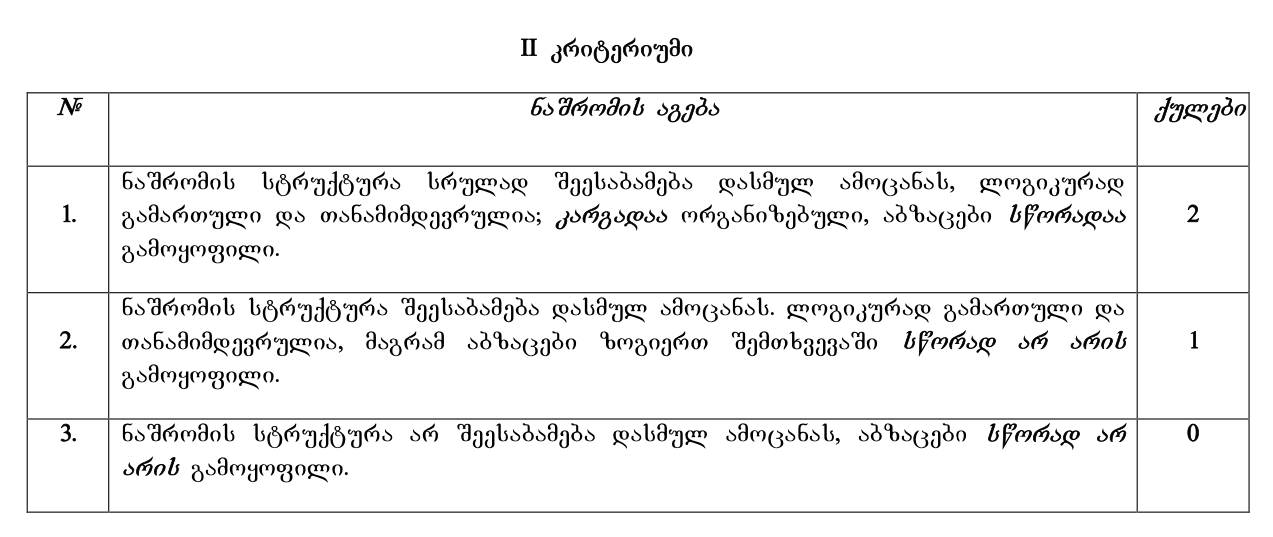 II კრიტერიუმი
№ ნაშრომის აგება ქულები
ნაშრომის სტრუქტურა სრულად შეესაბამება დასმულ ამოცანას, ლოგიკურად
1. გამართული და თანამიმდევრულია; კარგადაა ორგანიზებული, აბზაცები სწორადაა 2
გამოყოფილი.
ნაშრომის სტრუქტურა შეესაბამება დასმულ ამოცანას. ლოგიკურად გამართული და
2. თანამიმდევრულია, მაგრამ აბზაცები ზოგიერთ შემთხვევაში სწორად არ არის 1
გამოყოფილი.
3. ნაშრომის სტრუქტურა არ შეესაბამება დასმულ ამოცანას, აბზაცები სწორად არ 0
არის გამოყოფილი.